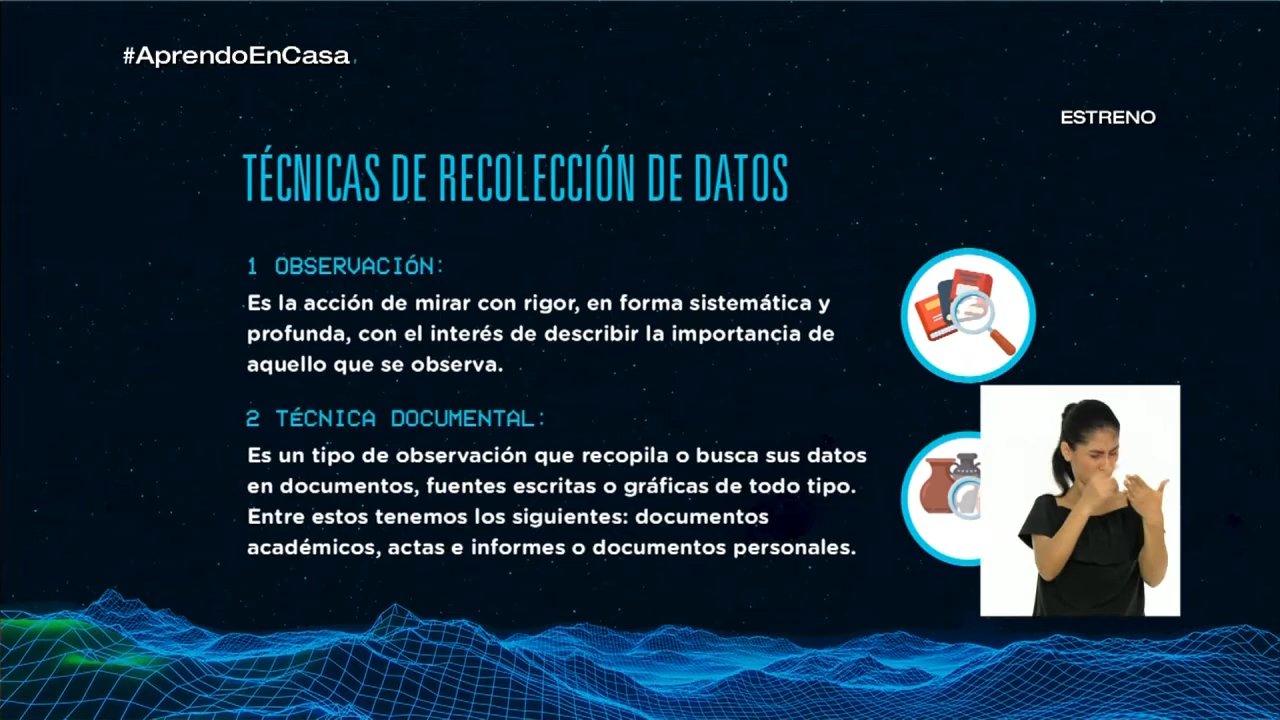 #AprendoEnCasa
ESTRENO
TÉCNICAS DE RECOLECCIÓN DE DATOS
1 OBSERVACIÓN:
Es la acción de mirar con rigor, en forma sistemática y
profunda, con el interés de describir la importancia de
aquello que se observa.
2 TÉCNICA DOCUMENTAL:
Es un tipo de observación que recopila o busca sus datos
en documentos, fuentes escritas o gráficas de todo tipo.
Entre estos tenemos los siguientes: documentos
académicos, actas e informes o documentos personales.